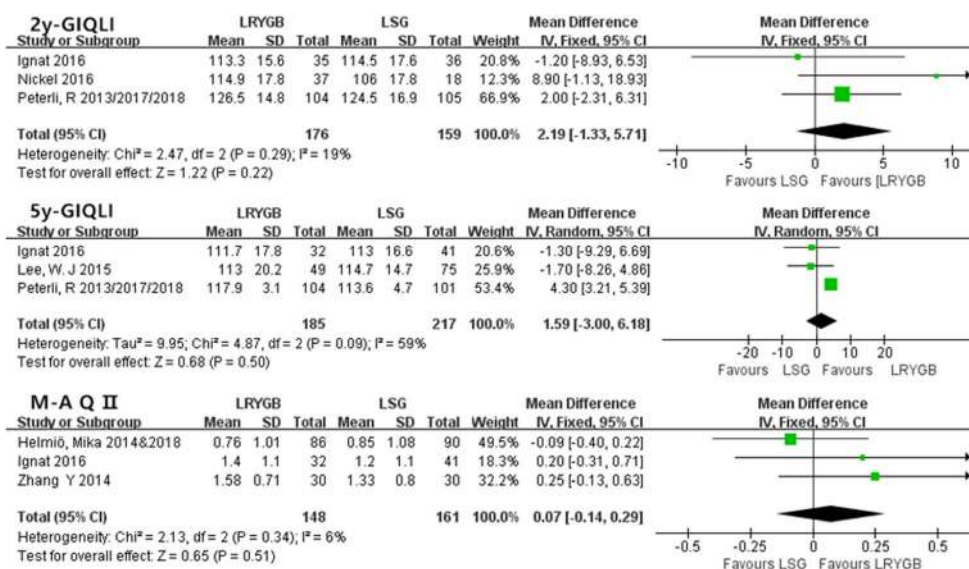 2y-GIQLI LRYGB LSG Mean Difference Mean Difference
Study or Subgroup Mean SD Total Mean SD Total Weight IV, Fixed, 95% CI IV, Fixed, 95% CI
Ignat 2016 113.3 15.6 35 114.5 17.6 36 20.8% -1.20 [-8.93, 6.53]
Nickel 2016 114.9 17.8 37 106 17.8 18 12.3% 8.90 [-1.13, 18.93]
Peterli, R 2013/2017/2018 126.5 14.8 104 124.5 16.9 105 66.9% 2.00 [-2.31, 6.31]
Total (95% CI) 176 159 100.0% 2.19 [-1.33, 5.71]
Heterogeneity: Chi² = 2.47, df = 2 (P = 0.29); I² = 19%
Test for overall effect: Z = 1.22 (P = 0.22)
-10 -5 0 5 10
Favours LSG Favours [LRYGB
5y-GIQLI LRYGB LSG Mean Difference Mean Difference
Study or Subgroup Mean SD Total Mean SD Total Weight IV, Random, 95% CI IV, Random, 95% CI
Ignat 2016 111.7 17.8 32 113 16.6 41 20.6% -1.30 [-9.29, 6.69]
Lee, W. J 2015 113 20.2 49 114.7 14.7 75 25.9% -1.70 [-8.26, 4.86]
Peterli, R 2013/2017/2018 117.9 3.1 104 113.6 4.7 101 53.4% 4.30 [3.21, 5.39]
Total (95% CI) 185 217 100.0% 1.59 [-3.00, 6.18]
Heterogeneity: Tau² = 9.95; Chi² = 4.87, df = 2 (P = 0.09); I² = 59%
Test for overall effect: Z = 0.68 (P = 0.50)
-20 -10 0 10 20
Favours LSG Favours LRYGB
M-A Q II LRYGB LSG Mean Difference Mean Difference
Study or Subgroup Mean SD Total Mean SD Total Weight IV, Fixed, 95% CI IV, Fixed, 95% CI
Helmiö, Mika 2014&2018 0.76 1.01 86 0.85 1.08 90 49.5% -0.09 [-0.40, 0.22]
Ignat 2016 1.4 1.1 32 1.2 1.1 41 18.3% 0.20 [-0.31, 0.71]
Zhang Y 2014 1.58 0.71 30 1.33 0.8 30 32.2% 0.25 [-0.13, 0.63]
Total (95% CI) 148 161 100.0% 0.07 [-0.14, 0.29]
Heterogeneity: Chi² = 2.13, df = 2 (P = 0.34); I² = 6%
Test for overall effect: Z = 0.65 (P = 0.51)
-0.5 -0.25 0 0.25 0.5
Favours LSG Favours LRYGB